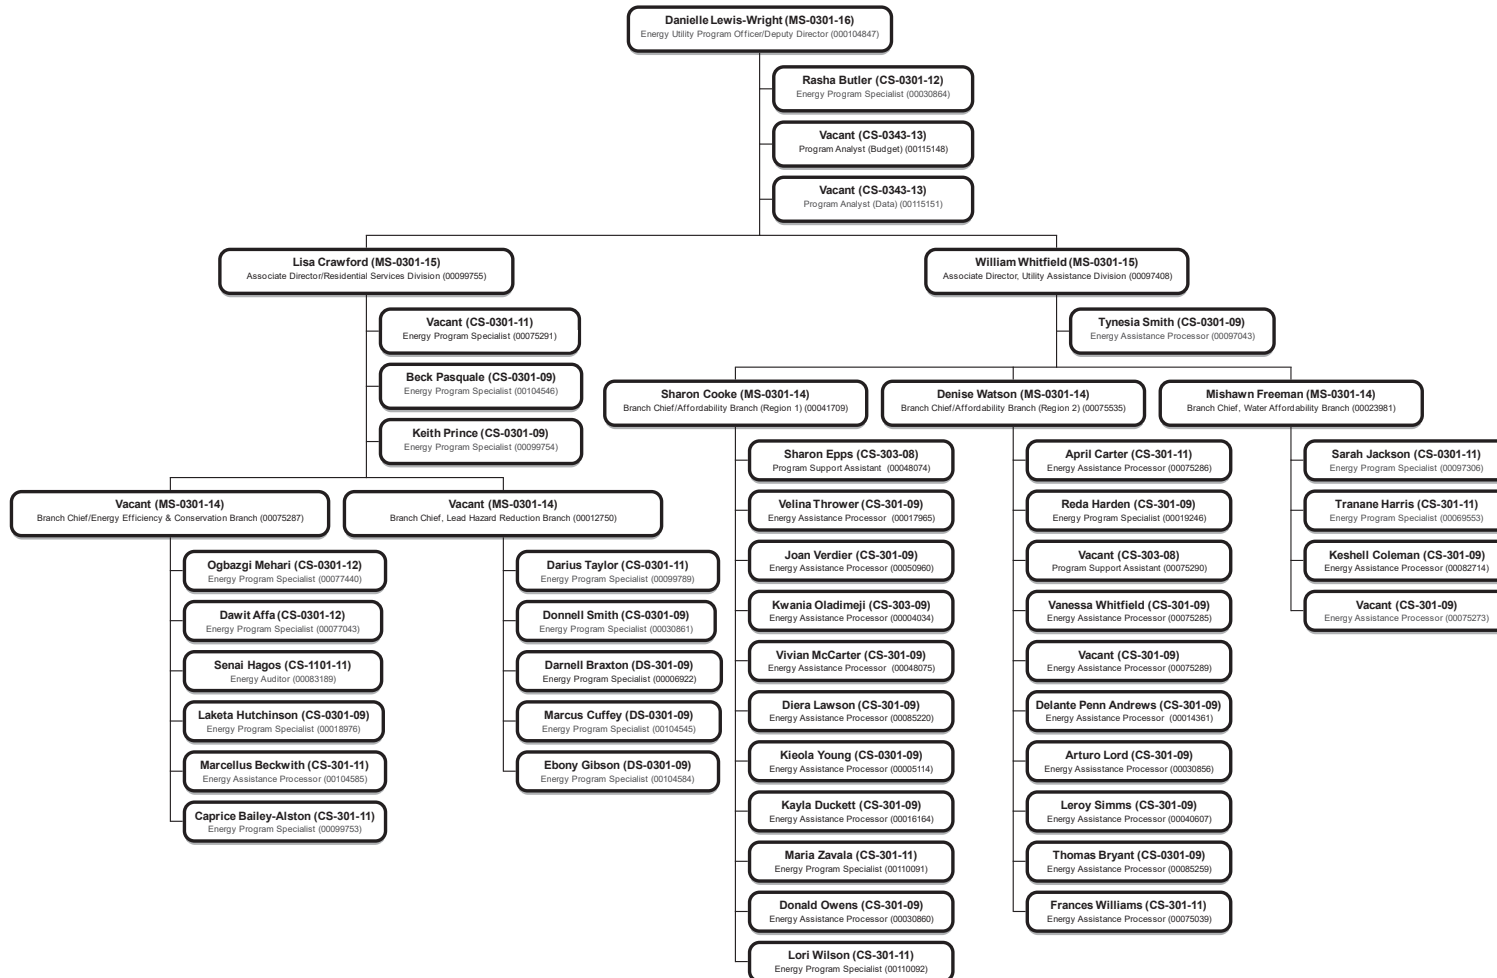 Danielle Lewis-Wright (MS-0301-16)
Energy Utility Program Officer/Deputy Director (000104847)
Rasha Butler (CS-0301-12)
Energy Program Specialist (00030864)
Vacant (CS-0343-13)
Program Analyst (Budget) (00115148)
Vacant (CS-0343-13)
Program Analyst (Data) (00115151)
Lisa Crawford (MS-0301-15)
Associate Director/Residential Services Division (00099755)
Vacant (CS-0301-11)
Energy Program Specialist (00075291)
Beck Pasquale (CS-0301-09)
Energy Program Specialist (00104546)
Keith Prince (CS-0301-09)
Energy Program Specialist (00099754)
Vacant (MS-0301-14)
Branch Chief/Energy Efficiency & Conservation Branch (00075287)
Ogbazgi Mehari (CS-0301-12)
Energy Program Specialist (00077440)
Dawit Affa (CS-0301-12)
Energy Program Specialist (00077043)
Senai Hagos (CS-1101-11)
Energy Auditor (00083189)
Laketa Hutchinson (CS-0301-09)
Energy Program Specialist (00018976)
Marcellus Beckwith (CS-301-11)
Energy Assistance Processor (00104585)
Caprice Bailey-Alston (CS-301-11)
Energy Program Specialist (00099753)
Vacant (MS-0301-14)
Branch Chief, Lead Hazard Reduction Branch (00012750)
Darius Taylor (CS-0301-11)
Energy Program Specialist (00099789)
Donnell Smith (CS-0301-09)
Energy Program Specialist (00030861)
Darnell Braxton (DS-301-09)
Energy Program Specialist (00006922)
Marcus Cuffey (DS-0301-09)
Energy Program Specialist (00104545)
Ebony Gibson (DS-0301-09)
Energy Program Specialist (00104584)
William Whitfield (MS-0301-15)
Associate Director, Utility Assistance Division (00097408)
Tynesia Smith (CS-0301-09)
Energy Assistance Processor (00097043)
Sharon Cooke (MS-0301-14)
Branch Chief/Affordability Branch (Region 1) (00041709)
Sharon Epps (CS-303-08)
Program Support Assistant (00048074)
Velina Thrower (CS-301-09)
Energy Assistance Processor (00017965)
Joan Verdier (CS-301-09)
Energy Assistance Processor (00050960)
Kwania Oladimeji (CS-303-09)
Energy Assistance Processor (00004034)
Vivian McCarter (CS-301-09)
Energy Assistance Processor (00048075)
Diera Lawson (CS-301-09)
Energy Assistance Processor (00085220)
Kieola Young (CS-0301-09)
Energy Assistance Processor (00005114)
Kayla Duckett (CS-301-09)
Energy Assistance Processor (00016164)
Maria Zavala (CS-301-11)
Energy Program Specialist (00110091)
Donald Owens (CS-301-09)
Energy Assistance Processor (00030860)
Lori Wilson (CS-301-11)
Energy Program Specialist (00110092)
Denise Watson (MS-0301-14)
Branch Chief/Affordability Branch (Region 2) (00075535)
April Carter (CS-301-11)
Energy Assistance Processor (00075286)
Reda Harden (CS-301-09)
Energy Program Specialist (00019246)
Vacant (CS-303-08)
Program Support Assistant (00075290)
Vanessa Whitfield (CS-301-09)
Energy Assistance Processor (00075285)
Vacant (CS-301-09)
Energy Assistance Processor (00075289)
Delante Penn Andrews (CS-301-09)
Energy Assistance Processor (00014361)
Arturo Lord (CS-301-09)
Energy Assistance Processor (00030856)
Leroy Simms (CS-301-09)
Energy Assistance Processor (00040607)
Thomas Bryant (CS-0301-09)
Energy Assistance Processor (00085259)
Frances Williams (CS-301-11)
Energy Assistance Processor (00075039)
Mishawn Freeman (MS-0301-14)
Branch Chief, Water Affordability Branch (00023981)
Sarah Jackson (CS-0301-11)
Energy Program Specialist (00097306)
Tranane Harris (CS-301-11)
Energy Program Specialist (00069553)
Keshell Coleman (CS-301-09)
Energy Assistance Processor (00082714)
Vacant (CS-301-09)
Energy Assistance Processor (00075273)